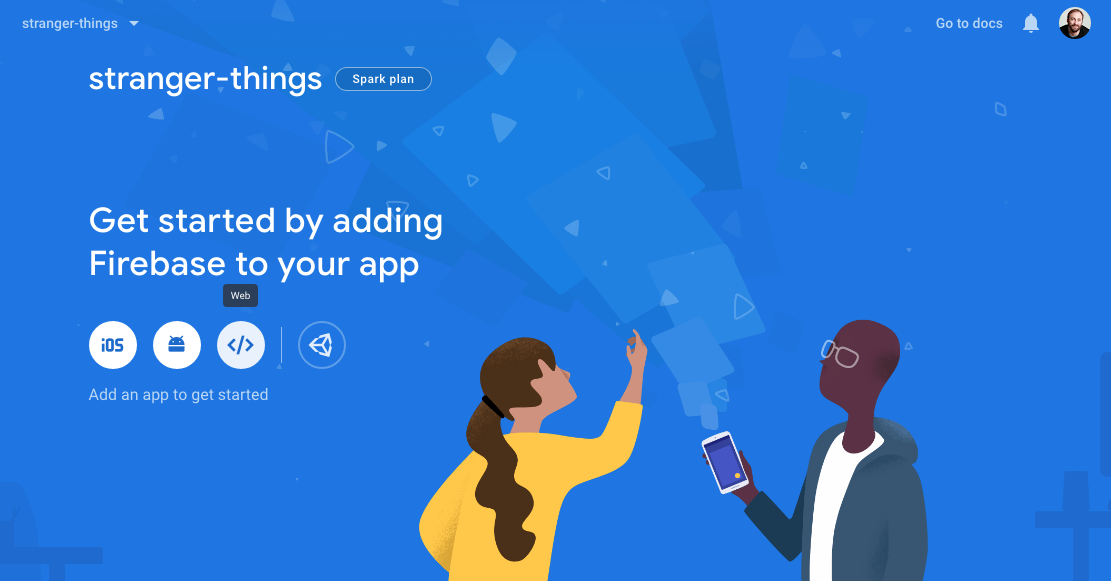 stranger-things
Go to docs
stranger-things
Spark plan
Get started by adding
Firebase to your app
Web
iOS
Add an app to get started